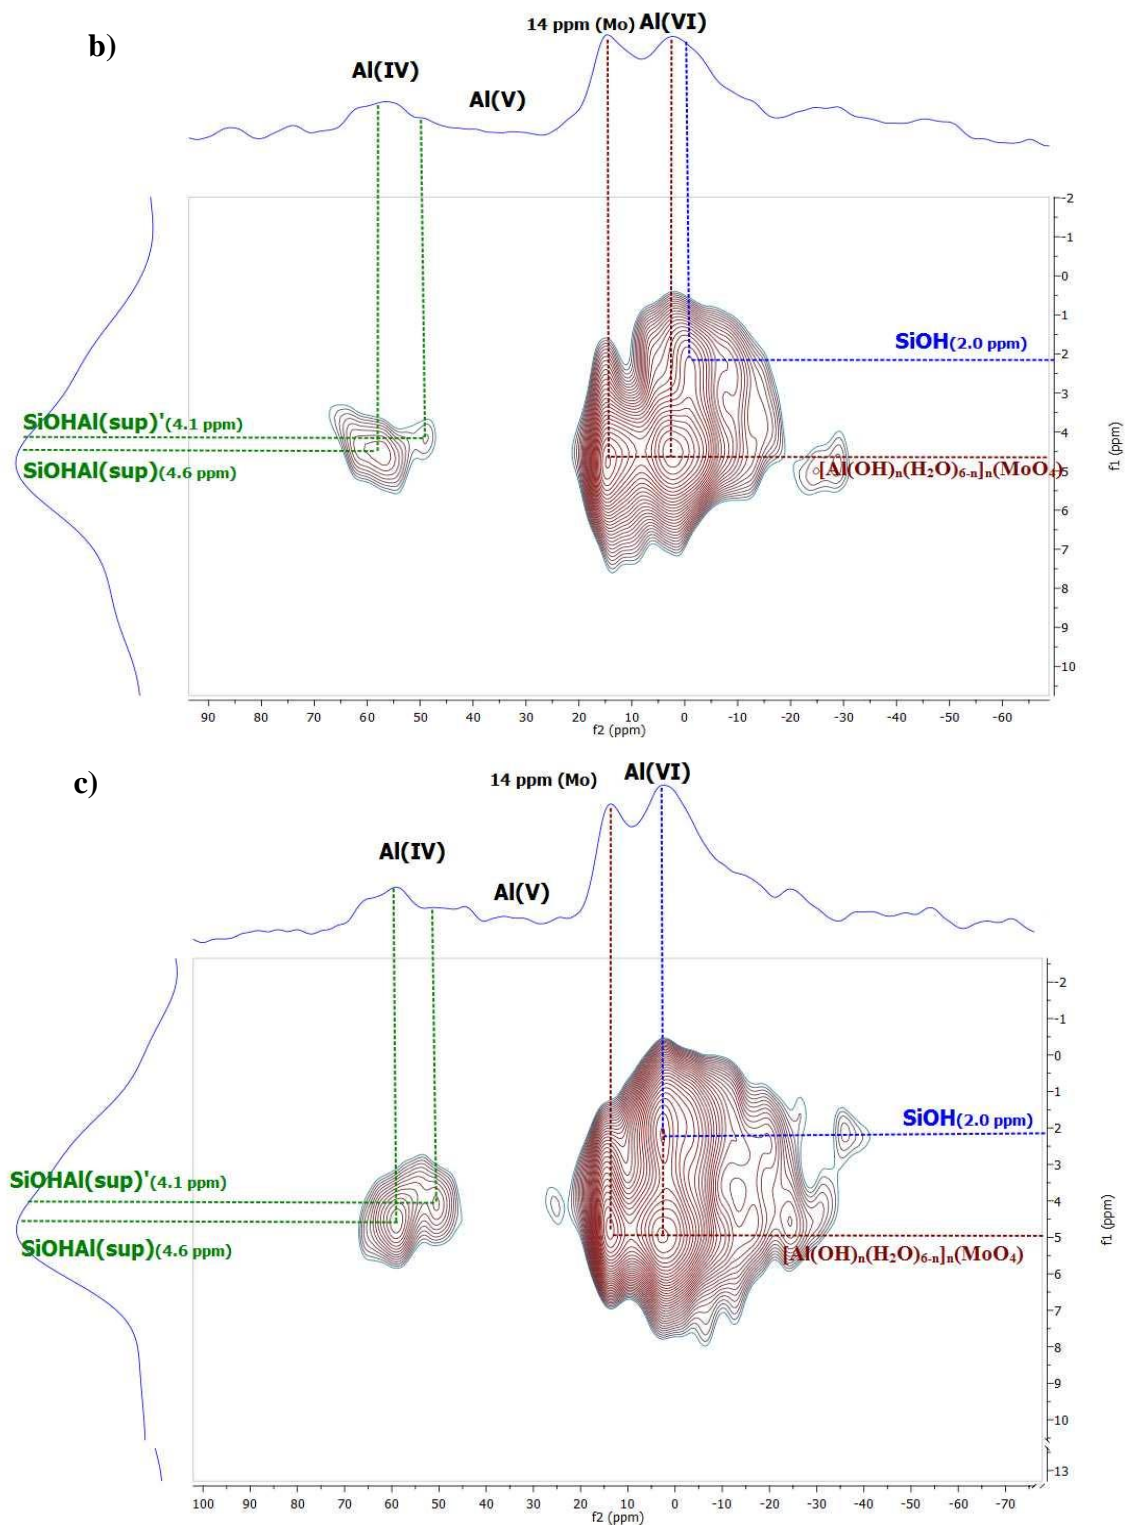 b)
14 ppm (Mo) Al(VI)
Al(IV)
Al(V)
-2
-1
0
1
2
3
4
5
6
7
8
9
10
f1 (ppm)
SiOH(2.0 ppm)
SiOHAl(sup)'(4.1 ppm)
SiOHAl(sup)(4.6 ppm)
[Al(OH)n(H2O)6-n]n(MoO4)
90 80 70 60 50 40 30 20 10 0 -10 -20 -30 -40 -50 -60
f2 (ppm)
c)
14 ppm (Mo) Al(VI)
Al(IV)
Al(V)
-2
-1
0
1
2
3
4
5
6
7
8
9
10
13
f1 (ppm)
SiOH(2.0 ppm)
SiOHAl(sup)'(4.1 ppm)
SiOHAl(sup)(4.6 ppm)
[Al(OH)n(H2O)6-n]n(MoO4)
100 90 80 70 60 50 40 30 20 10 0 -10 -20 -30 -40 -50 -60 -70
f2 (ppm)